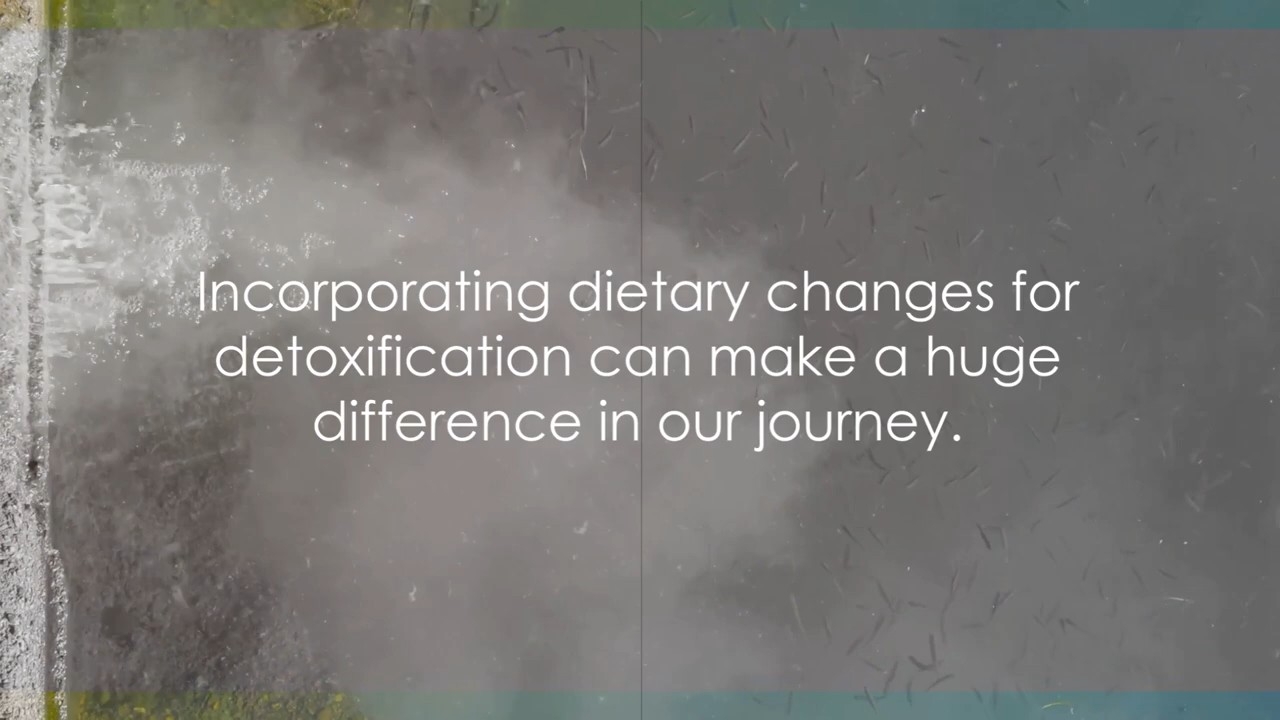 Incorporating dietary changes for
detoxification can make a huge
difference in our journey.